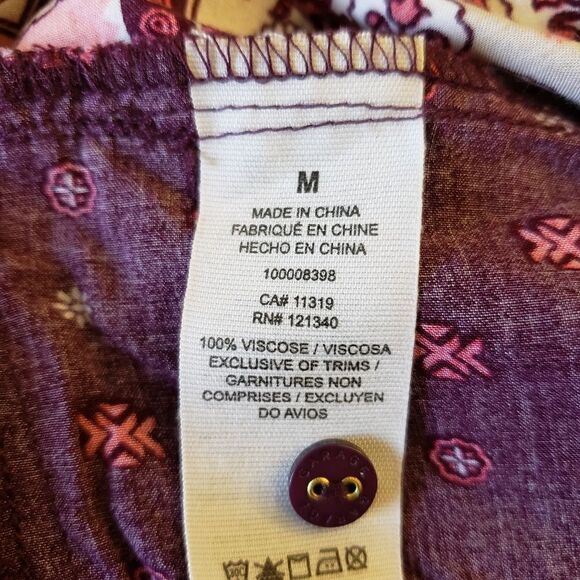 M
MADE IN CHINA
FABRIQUÉ EN CHINE
HECHO EN CHINA
100008398
CA# 11319
RN# 121340
100% VISCOSE / VISCOSA
EXCLUSIVE OF TRIMS /
GARNITURES NON
COMPRISES / EXCLUYEN
DO AVIOS
GARAGE